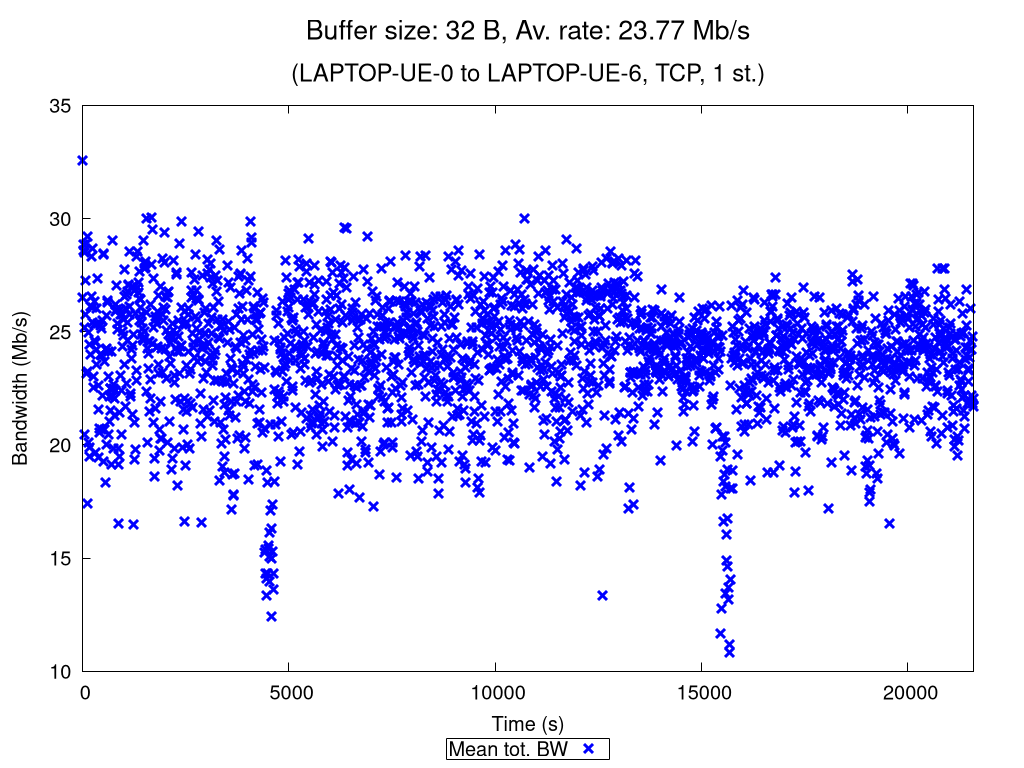 Buffer size: 32 B, Av. rate: 23.77 Mb/s
(LAPTOP-UE-0 to LAPTOP-UE-6, TCP, 1 st.)
35
30
25
20
15
10
Bandwidth (Mb/s)
0 5000 10000 15000 20000
Time (s)
Mean tot. BW